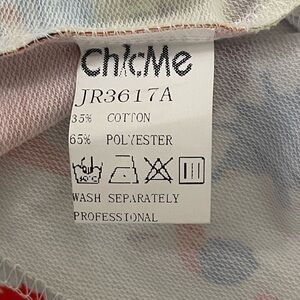 ChicMe
JR3617A
35% COTTON
65% POLYESTER
WASH SEPARATELY
PROFESSIONAL